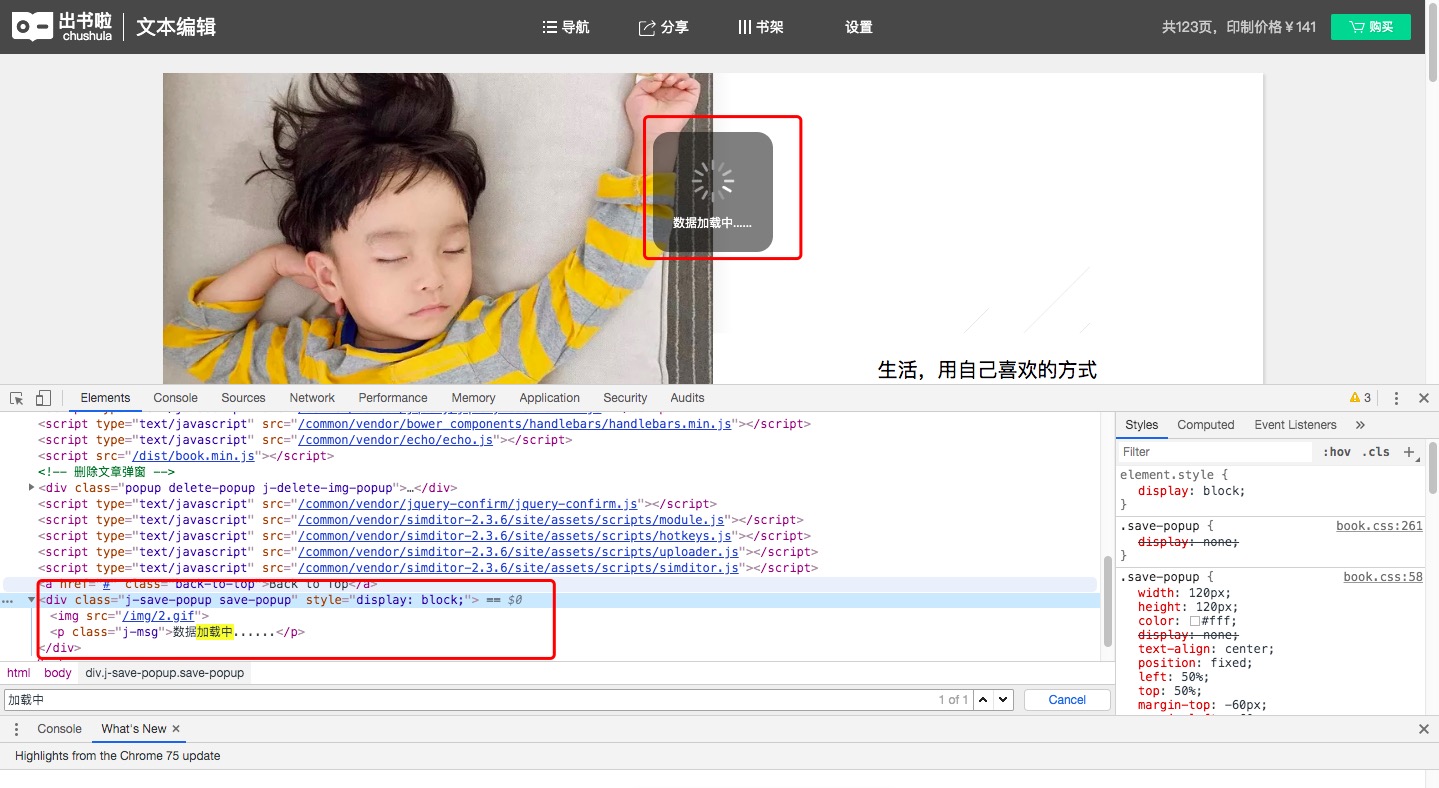 出书啦
chushula
文本编辑
导航
分享
书架
设置
共123页，印制价格￥141
购买
数据加载中......
生活，用自己喜欢的方式
Elements Console Sources Network Performance Memory Application Security Audits 3
<script type="text/javascript" src="/common/vendor/bower_components/handlebars/handlebars.min.js"></script>
<script type="text/javascript" src="/common/vendor/echo/echo.js"></script>
<script src="/dist/book.min.js"></script>
<!-- 删除文章弹窗 -->
<div class="popup delete-popup j-delete-img-popup">…</div>
<script type="text/javascript" src="/common/vendor/jquery-confirm/jquery-confirm.js"></script>
<script type="text/javascript" src="/common/vendor/simditor-2.3.6/site/assets/scripts/module.js"></script>
<script type="text/javascript" src="/common/vendor/simditor-2.3.6/site/assets/scripts/hotkeys.js"></script>
<script type="text/javascript" src="/common/vendor/simditor-2.3.6/site/assets/scripts/uploader.js"></script>
<script type="text/javascript" src="/common/vendor/simditor-2.3.6/site/assets/scripts/simditor.js"></script>
<a href="#" class="back-to-top">Back to Top</a>
<div class="j-save-popup save-popup" style="display: block;"> == $0
<img src="/img/2.gif">
<p class="j-msg">数据加载中......</p>
</div>
html body div.j-save-popup.save-popup
加载中 1 of 1 Cancel
Styles Computed Event Listeners »
Filter :hov .cls +
element.style {
display: block;
}
.save-popup { book.css:261
display: none;
}
.save-popup { book.css:58
width: 120px;
height: 120px;
color: #fff;
display: none;
text-align: center;
position: fixed;
left: 50%;
top: 50%;
margin-top: -60px;
Console What's New ×
Highlights from the Chrome 75 update